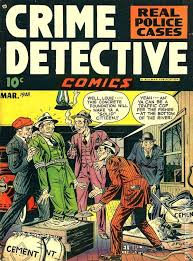 CRIME
REAL
POLICE
CASES
DETECTIVE
10¢
COMICS
MAR. 1948
WELL, LOUIE —
THIS CONCRETE
FOUNDATION WILL
MAKE YA A
"SOLID"
CITIZEN!
YEAH — AN'
YA CAN BE A
TRAFFIC COP
FOR THE FISHES
AT THE BOTTOM
OF THE RIVER!
CEMENT
CEMENT